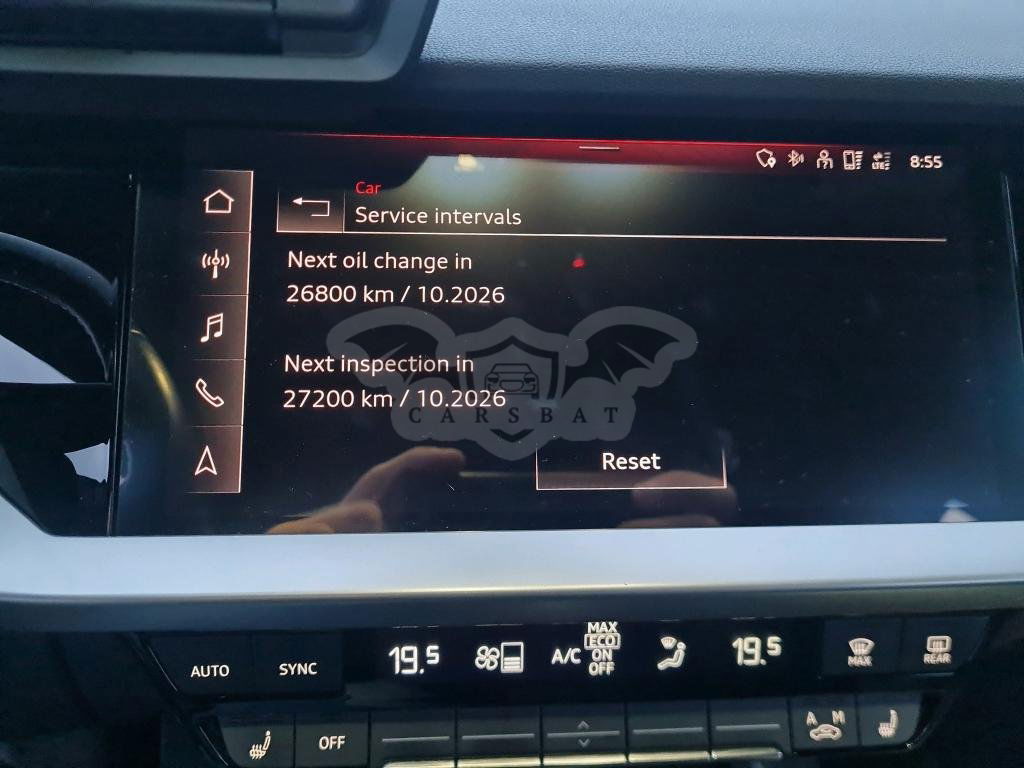 8:55
Car
Service intervals
Next oil change in
26800 km / 10.2026
Next inspection in
27200 km / 10.2026
CARSBAT
Reset
AUTO
SYNC
19.5
A/C
MAX
ECO
ON
OFF
19.5
MAX
REAR
OFF
A M